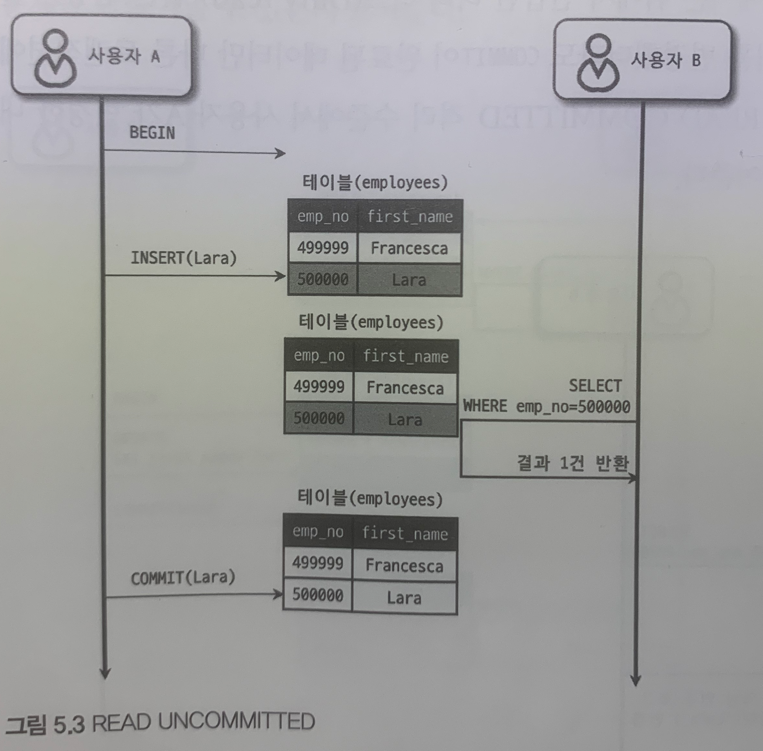 사용자 A
사용자 B
BEGIN
테이블(employees)
emp_no first_name
499999 Francesca
INSERT(Lara)
500000 Lara
테이블(employees)
emp_no first_name
499999 Francesca
SELECT
WHERE emp_no=500000
500000 Lara
결과 1건 반환
테이블(employees)
emp_no first_name
499999 Francesca
COMMIT(Lara)
500000 Lara
그림 5.3 READ UNCOMMITTED